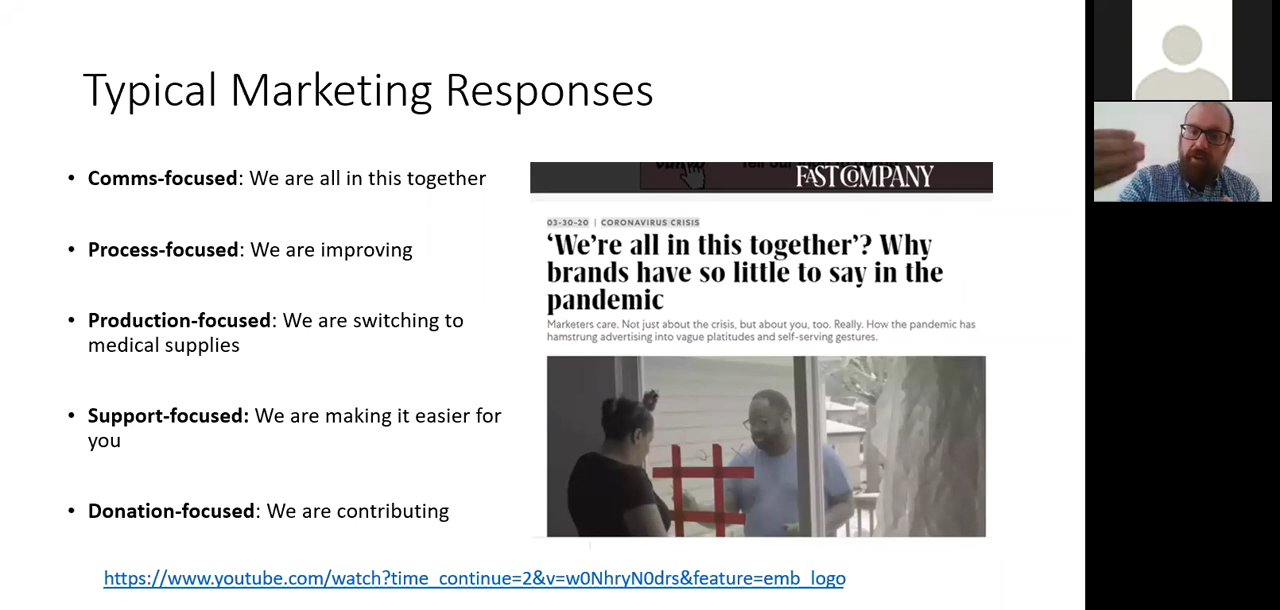 Typical Marketing Responses
• Comms-focused: We are all in this together
• Process-focused: We are improving
• Production-focused: We are switching to
medical supplies
• Support-focused: We are making it easier for
you
• Donation-focused: We are contributing
FAST COMPANY
03-30-20 | CORONAVIRUS CRISIS
‘We’re all in this together’? Why
brands have so little to say in the
pandemic
Marketers care. Not just about the crisis, but about you, too. Really. How the pandemic has
hamstrung advertising into vague platitudes and self-serving gestures.
https://www.youtube.com/watch?time_continue=2&v=w0NhryN0drs&feature=emb_logo